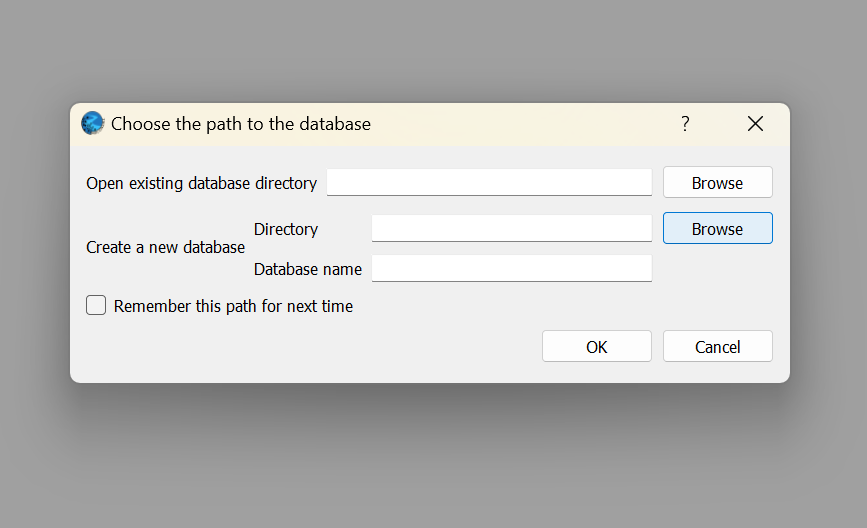 Choose the path to the database ?
Open existing database directory Browse
Directory Browse
Create a new database
Database name
Remember this path for next time
OK Cancel